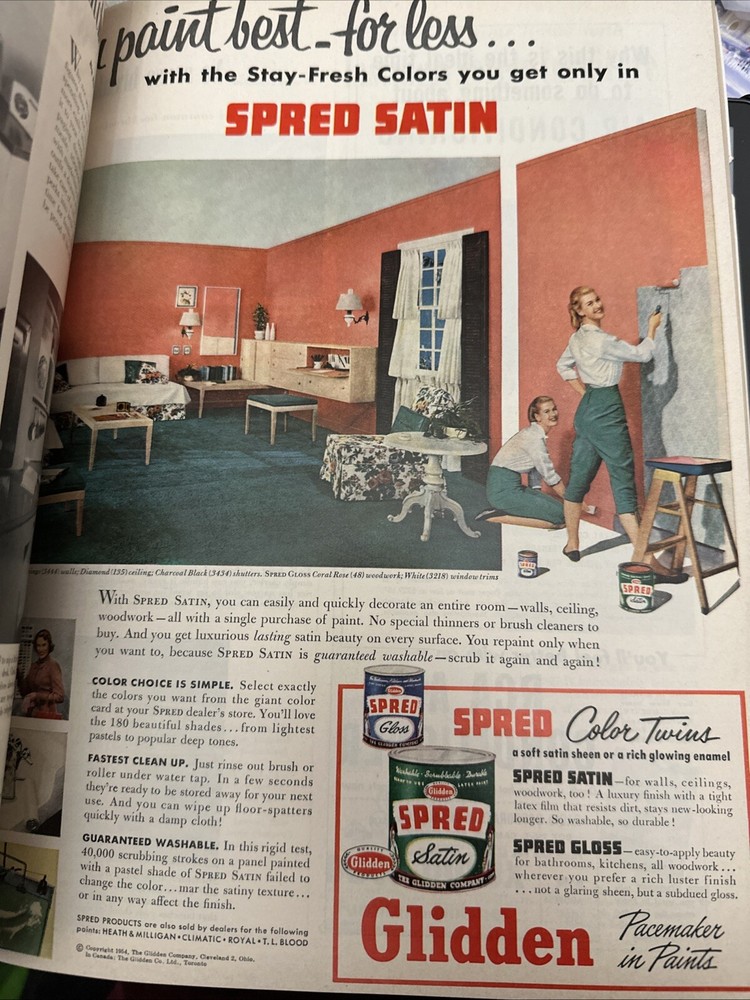 paint best - for less ...
with the Stay-Fresh Colors you get only in
SPRED SATIN
(3444) walls; Diamond (135) ceiling; Charcoal Black (3434) shutters. SPRED GLOSS Coral Rose (48) woodwork; White (3218) window trims
With SPRED SATIN, you can easily and quickly decorate an entire room—walls, ceiling,
woodwork—all with a single purchase of paint. No special thinners or brush cleaners to
buy. And you get luxurious lasting satin beauty on every surface. You repaint only when
you want to, because SPRED SATIN is guaranteed washable—scrub it again and again!
COLOR CHOICE IS SIMPLE. Select exactly
the colors you want from the giant color
card at your SPRED dealer's store. You'll love
the 180 beautiful shades...from lightest
pastels to popular deep tones.
FASTEST CLEAN UP. Just rinse out brush or
roller under water tap. In a few seconds
they're ready to be stored away for your next
use. And you can wipe up floor-spatters
quickly with a damp cloth!
GUARANTEED WASHABLE. In this rigid test,
40,000 scrubbing strokes on a panel painted
with a pastel shade of SPRED SATIN failed to
change the color...mar the satiny texture...
or in any way affect the finish.
SPRED PRODUCTS are also sold by dealers for the following
paints: HEATH & MILLIGAN • CLIMATIC • ROYAL • T. L. BLOOD
© Copyright 1954, The Glidden Company, Cleveland 2, Ohio.
In Canada: The Glidden Co. Ltd., Toronto
SPRED
SPRED
Glidden
SPRED
Gloss
THE GLIDDEN COMPANY
Washable · Scrubbable · Durable
LATEX PAINT
Glidden
SPRED
Satin
THE GLIDDEN COMPANY
Glidden
SPRED Color Twins
a soft satin sheen or a rich glowing enamel
SPRED SATIN—for walls, ceilings,
woodwork, too! A luxury finish with a tight
latex film that resists dirt, stays new-looking
longer. So washable, so durable!
SPRED GLOSS—easy-to-apply beauty
for bathrooms, kitchens, all woodwork...
wherever you prefer a rich luster finish
...not a glaring sheen, but a subdued gloss.
Glidden
Pacemaker
in Paints